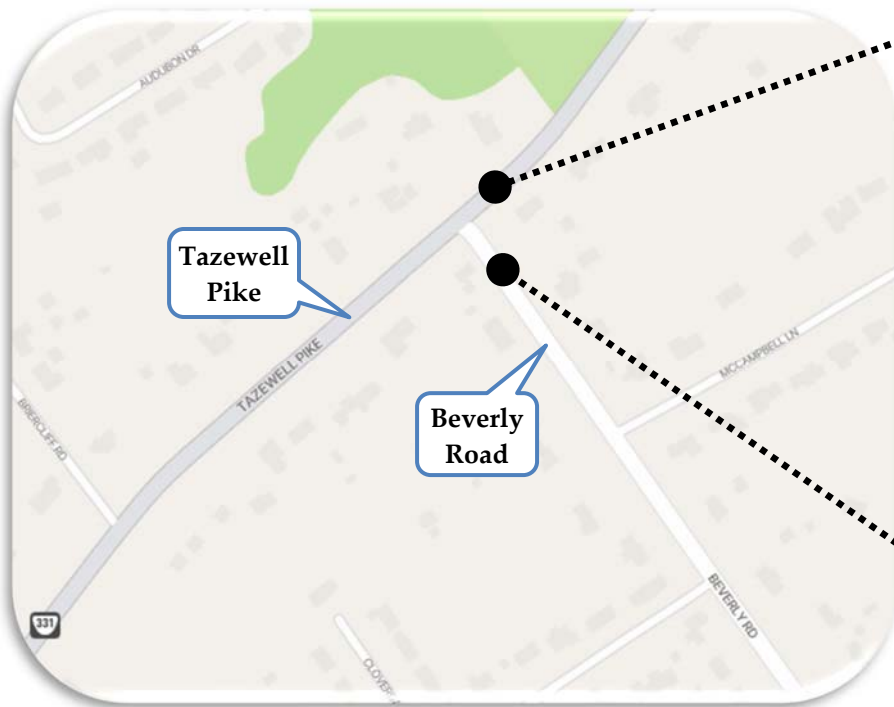 AUDUBON DR
Tazewell
Pike
TAZEWELL PIKE
MCCAMPBELL LN
BRIERCLIFF RD
Beverly
Road
BEVERLY RD
331